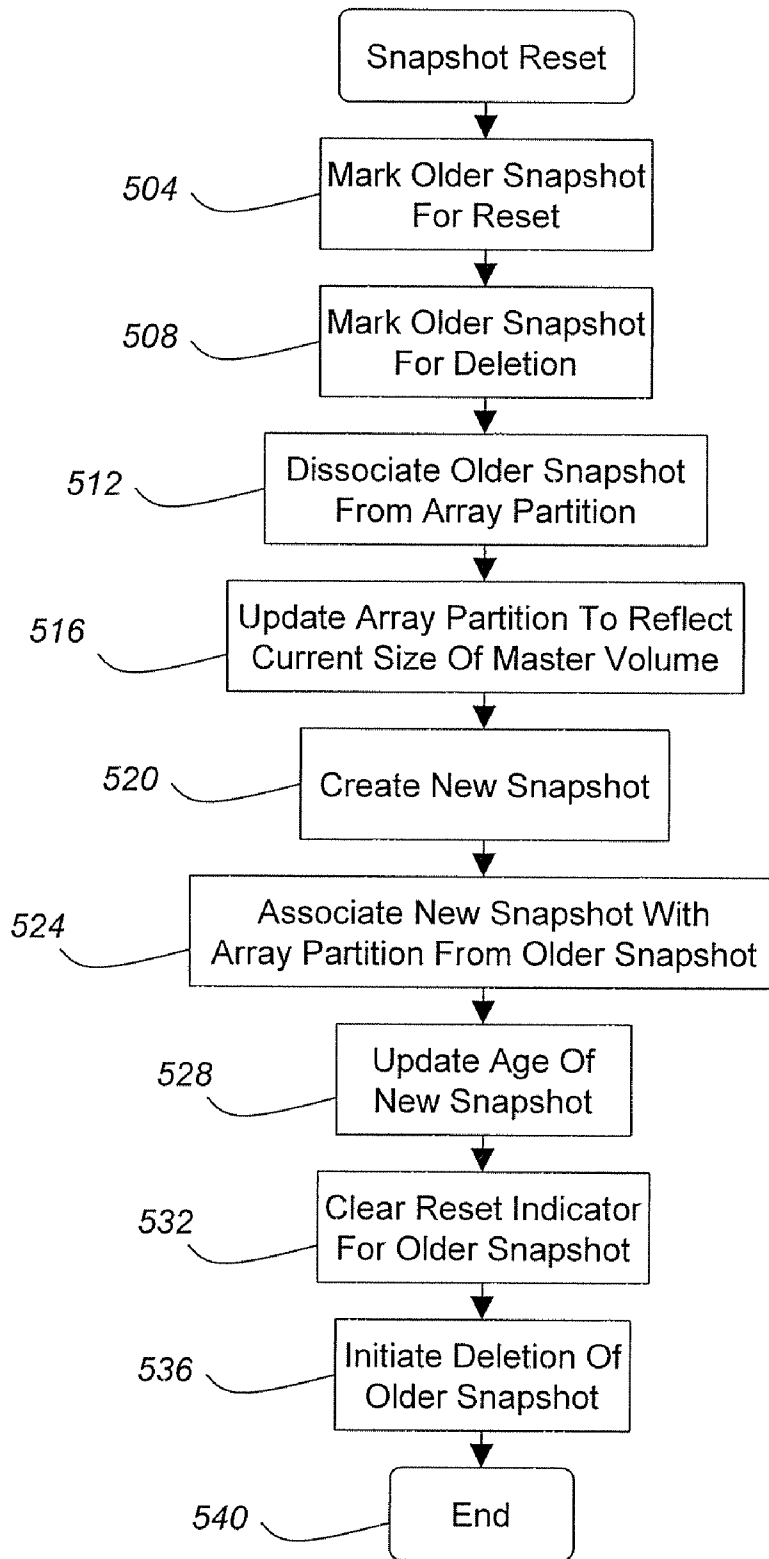 Snapshot Reset
504
Mark Older Snapshot
For Reset
508
Mark Older Snapshot
For Deletion
512
Dissociate Older Snapshot
From Array Partition
516
Update Array Partition To Reflect
Current Size Of Master Volume
520
Create New Snapshot
524
Associate New Snapshot With
Array Partition From Older Snapshot
528
Update Age Of
New Snapshot
532
Clear Reset Indicator
For Older Snapshot
536
Initiate Deletion Of
Older Snapshot
540
End